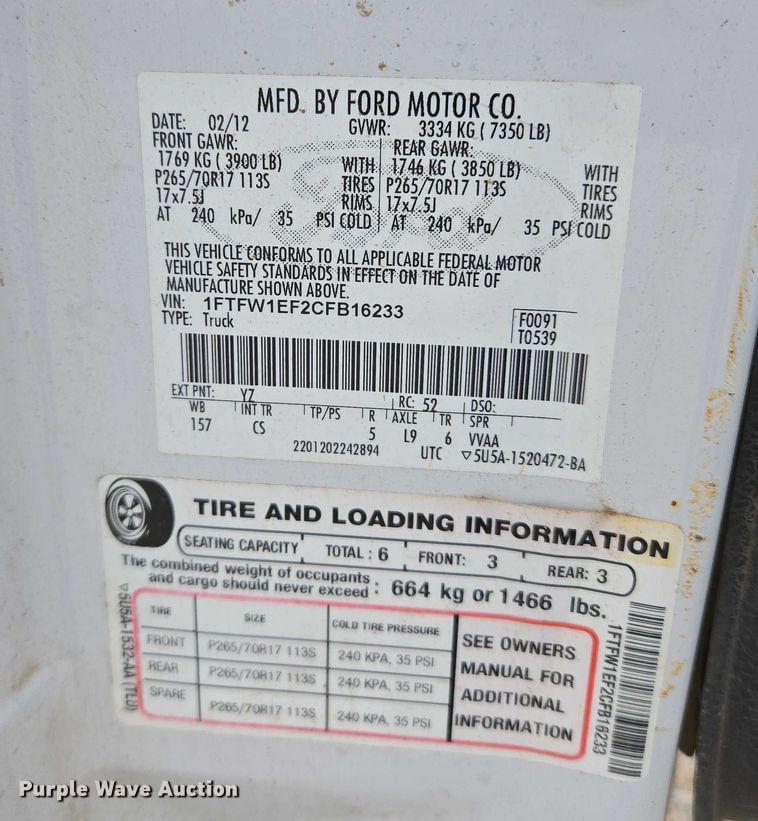 MFD. BY FORD MOTOR CO.
DATE: 02/12 GVWR: 3334 KG ( 7350 LB)
FRONT GAWR: REAR GAWR:
1769 KG ( 3900 LB) WITH 1746 KG ( 3850 LB) WITH
P265/70R17 113S TIRES P265/70R17 113S TIRES
17x7.5J RIMS 17x7.5J RIMS
AT 240 kPa/ 35 PSI COLD AT 240 kPa/ 35 PSI COLD
THIS VEHICLE CONFORMS TO ALL APPLICABLE FEDERAL MOTOR
VEHICLE SAFETY STANDARDS IN EFFECT ON THE DATE OF
MANUFACTURE SHOWN ABOVE.
VIN: 1FTFW1EF2CFB16233
TYPE: Truck
F0091
T0539
EXT PNT: YZ RC: 52 DSO:
WB INT TR TP/PS R AXLE TR SPR
157 CS 5 L9 6 VVAA
2201202242894 UTC ▽5U5A-1520472-BA
TIRE AND LOADING INFORMATION
SEATING CAPACITY TOTAL : 6 FRONT: 3 REAR: 3
The combined weight of occupants
and cargo should never exceed : 664 kg or 1466 lbs.
TIRE SIZE COLD TIRE PRESSURE
FRONT P265/70R17 113S 240 KPA, 35 PSI
REAR P265/70R17 113S 240 KPA, 35 PSI
SPARE P265/70R17 113S 240 KPA, 35 PSI
SEE OWNERS
MANUAL FOR
ADDITIONAL
INFORMATION
▽5U5A-1532-AA (TLU)
1FTFW1EF2CFB16233
Purple Wave Auction